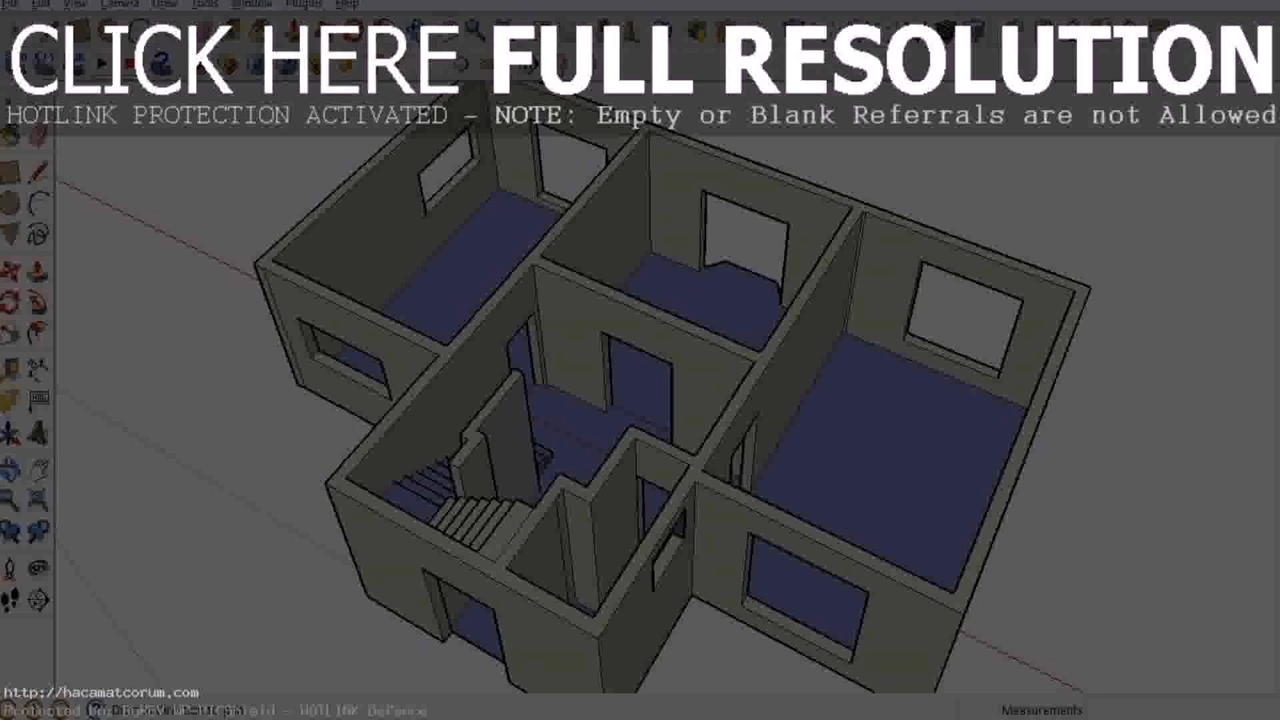 CLICK HERE FULL RESOLUTION
HOTLINK PROTECTION ACTIVATED – NOTE: Empty or Blank Referrals are not Allowed
http://hacamatcorum.com
Measurements